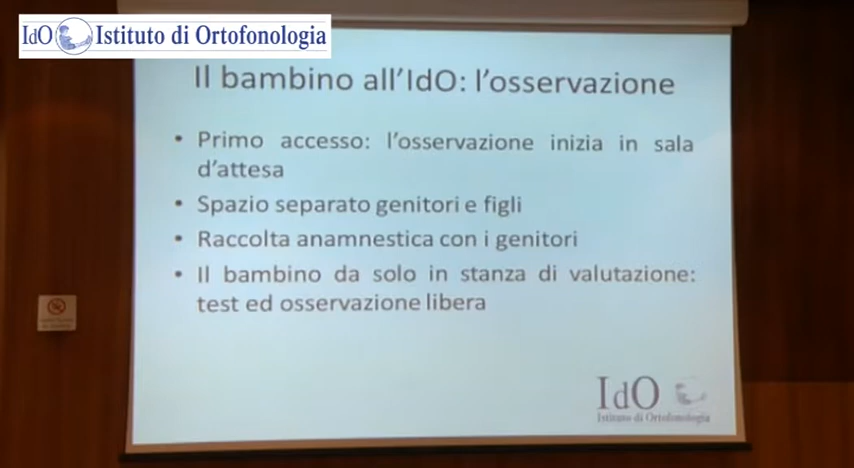 IdO Istituto di Ortofonologia
Il bambino all'IdO: l'osservazione
• Primo accesso: l'osservazione inizia in sala
d'attesa
• Spazio separato genitori e figli
• Raccolta anamnestica con i genitori
• Il bambino da solo in stanza di valutazione:
test ed osservazione libera
IdO
Istituto di Ortofonologia